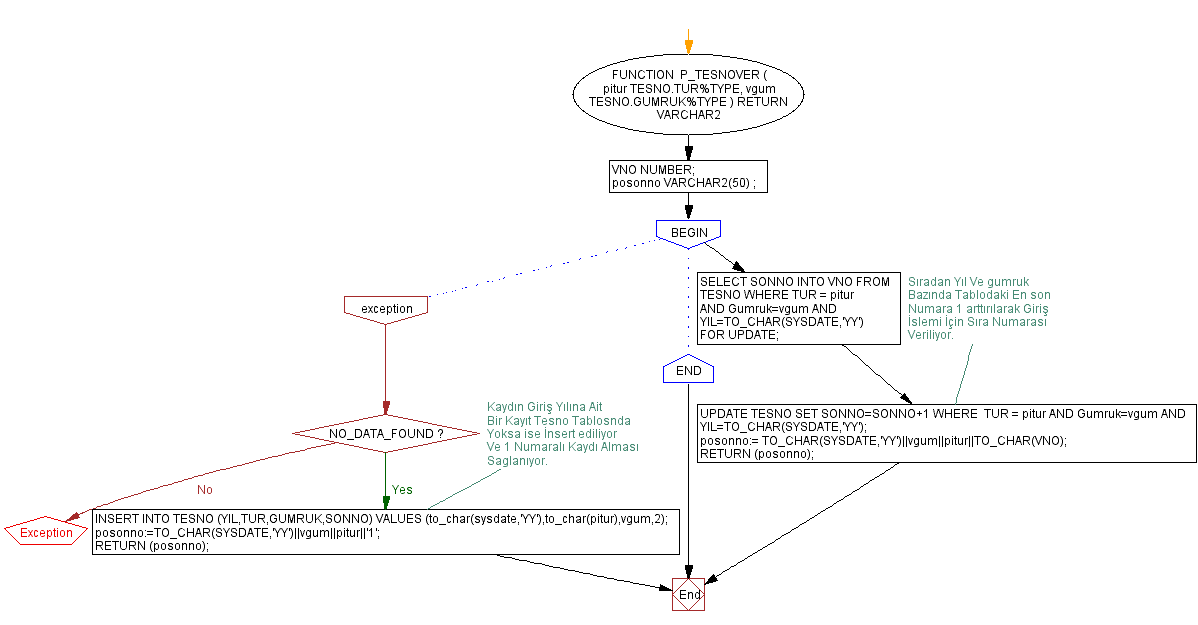 FUNCTION P_TESNOVER (
pitur TESNO.TUR%TYPE, vgum
TESNO.GUMRUK%TYPE ) RETURN
VARCHAR2
VNO NUMBER;
posonno VARCHAR2(50) ;
BEGIN
SELECT SONNO INTO VNO FROM
TESNO WHERE TUR = pitur
AND Gumruk=vgum AND
YIL=TO_CHAR(SYSDATE,'YY')
FOR UPDATE;
Sıradan Yıl Ve gumruk
Bazında Tablodaki En son
Numara 1 arttırılarak Giriş
İslemi İçin Sıra Numarası
Veriliyor.
exception
END
Kaydın Giriş Yılına Ait
Bir Kayıt Tesno Tablosnda
Yoksa ise İnsert ediliyor
Ve 1 Numaralı Kaydı Alması
Saglanıyor.
UPDATE TESNO SET SONNO=SONNO+1 WHERE TUR = pitur AND Gumruk=vgum AND
YIL=TO_CHAR(SYSDATE,'YY');
posonno:= TO_CHAR(SYSDATE,'YY')||vgum||pitur||TO_CHAR(VNO);
RETURN (posonno);
NO_DATA_FOUND ?
No
Yes
Exception
INSERT INTO TESNO (YIL,TUR,GUMRUK,SONNO) VALUES (to_char(sysdate,'YY'),to_char(pitur),vgum,2);
posonno:=TO_CHAR(SYSDATE,'YY')||vgum||pitur||'1';
RETURN (posonno);
End